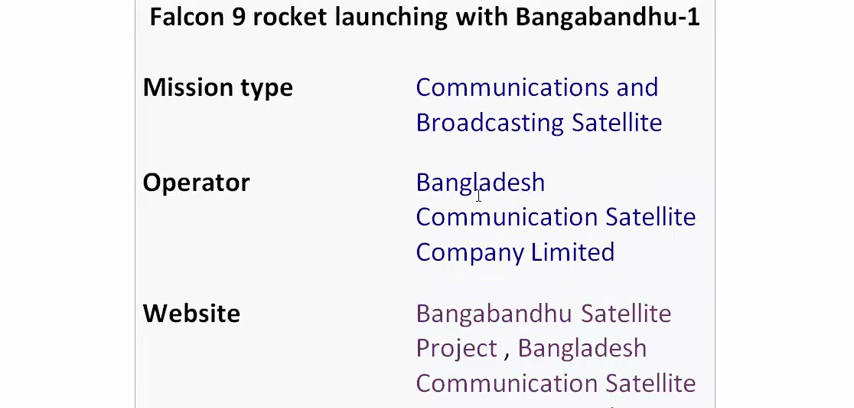 Falcon 9 rocket launching with Bangabandhu-1
Mission type
Communications and
Broadcasting Satellite
Operator
Bangladesh
Communication Satellite
Company Limited
Website
Bangabandhu Satellite
Project , Bangladesh
Communication Satellite